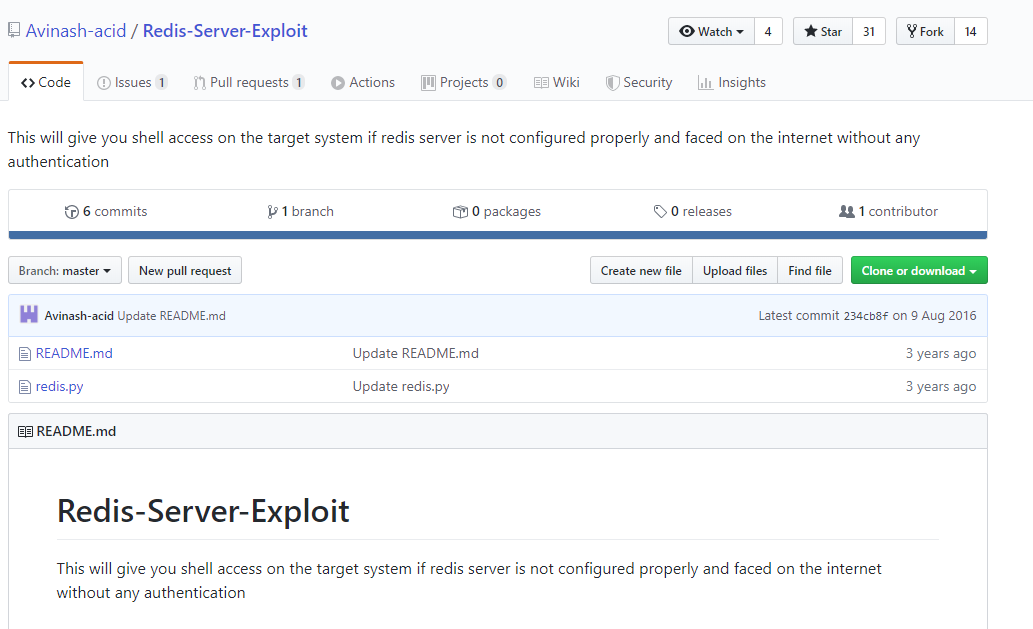 Avinash-acid / Redis-Server-Exploit
Watch 4 Star 31 Fork 14
Code Issues 1 Pull requests 1 Actions Projects 0 Wiki Security Insights
This will give you shell access on the target system if redis server is not configured properly and faced on the internet without any
authentication
6 commits 1 branch 0 packages 0 releases 1 contributor
Branch: master New pull request Create new file Upload files Find file Clone or download
Avinash-acid Update README.md Latest commit 234cb8f on 9 Aug 2016
README.md Update README.md 3 years ago
redis.py Update redis.py 3 years ago
README.md
Redis-Server-Exploit
This will give you shell access on the target system if redis server is not configured properly and faced on the internet
without any authentication